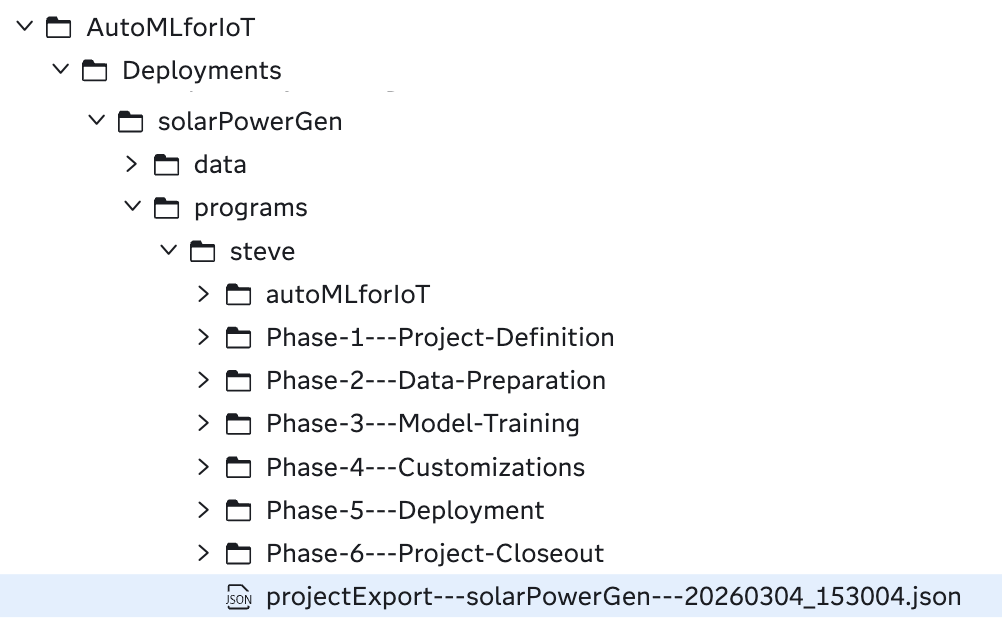 AutoMLforIoT
Deployments
solarPowerGen
data
programs
steve
autoMLforIoT
Phase-1---Project-Definition
Phase-2---Data-Preparation
Phase-3---Model-Training
Phase-4---Customizations
Phase-5---Deployment
Phase-6---Project-Closeout
JSON projectExport---solarPowerGen---20260304_153004.json